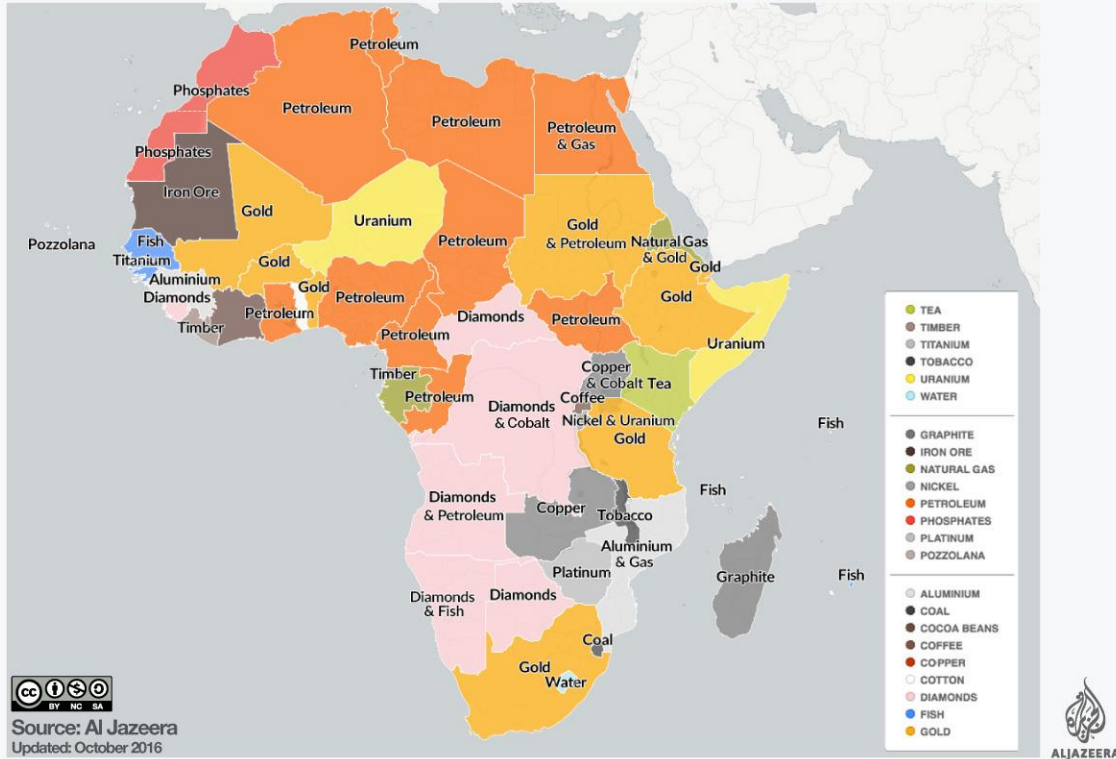 Petroleum
Phosphates
Petroleum
Petroleum
Petroleum
& Gas
Phosphates
Iron Ore
Gold
Uranium
Petroleum
Gold
& Petroleum
Natural Gas
& Gold
Gold
Pozzolana
Fish
Titanium
Aluminium
Diamonds
Timber
Gold
Gold
Petroleum
Petroleum
Petroleum
Diamonds
Petroleum
Gold
Uranium
Timber
Petroleum
Diamonds
& Cobalt
Copper
& Cobalt
Tea
Coffee
Nickel & Uranium
Gold
Fish
Fish
Diamonds
& Petroleum
Copper
Tobacco
Aluminium
& Gas
Platinum
Graphite
Fish
Diamonds
& Fish
Diamonds
Coal
Gold
Water
TEA
TIMBER
TITANIUM
TOBACCO
URANIUM
WATER
GRAPHITE
IRON ORE
NATURAL GAS
NICKEL
PETROLEUM
PHOSPHATES
PLATINUM
POZZOLANA
ALUMINIUM
COAL
COCOA BEANS
COFFEE
COPPER
COTTON
DIAMONDS
FISH
GOLD
cc
BY NC SA
Source: Al Jazeera
Updated: October 2016
ALJAZEERA